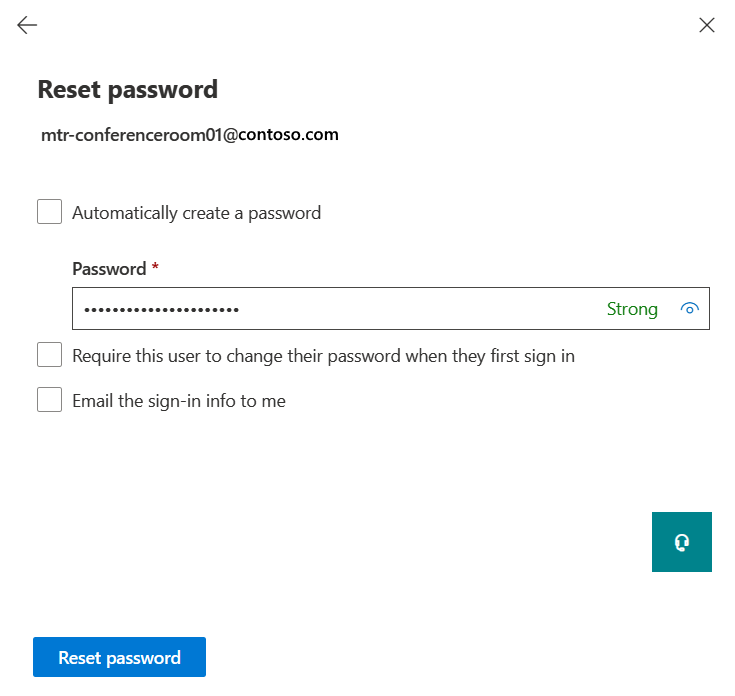 Reset password
mtr-conferenceroom01@contoso.com
Automatically create a password
Password *
•••••••••••••••••••••• Strong
Require this user to change their password when they first sign in
Email the sign-in info to me
Reset password